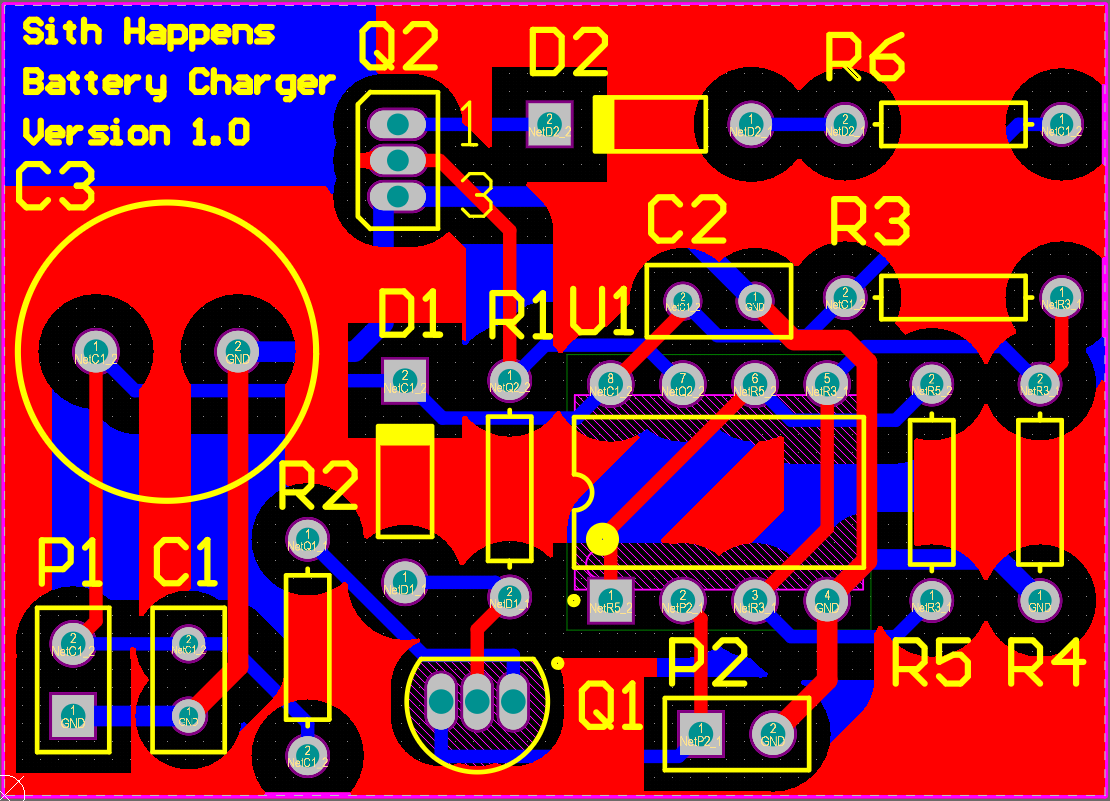 Sith Happens
Battery Charger
Version 1.0
Q2
D2
R6
1
2
NetD2_2
1
NetD2_1
2
NetD2_1
1
NetC1_2
C3
3
C2
R3
2
NetC1_2
1
GND
2
NetC1_2
1
NetR3_1
D1
R1
U1
1
NetC1_2
2
GND
2
NetC1_2
1
NetQ2_2
8
NetC1_2
7
NetQ2_2
6
NetR5_2
5
NetR3_1
2
NetR5_2
2
NetR3_1
R2
P1
C1
1
NetQ1_1
1
NetD1_1
2
NetD1_1
1
NetR5_2
2
NetP2_1
3
NetR3_1
4
GND
1
NetR3_1
1
GND
2
NetC1_2
1
NetC1_2
P2
R5
R4
1
GND
2
GND
Q1
1
NetP2_1
2
GND
2
NetC1_2